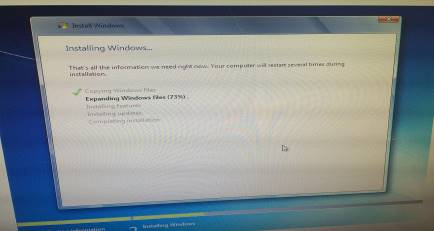 Install Windows
Installing Windows...
That's all the information we need right now. Your computer will restart several times during
installation.
Copying Windows files
Expanding Windows files (73%) .
Installing features
Installing updates
Completing installation
information
2 Installing Windows